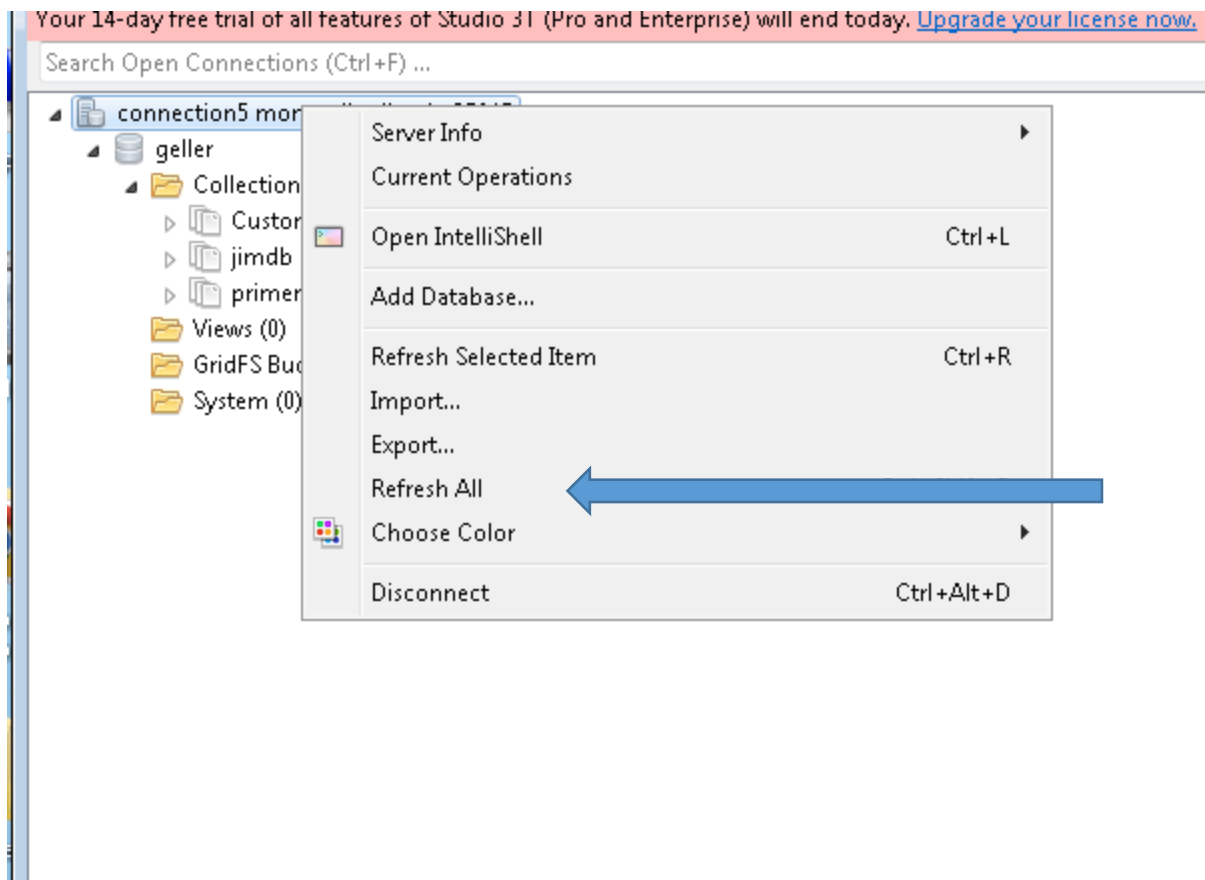 Your 14-day free trial of all features of Studio 3T (Pro and Enterprise) will end today. Upgrade your license now.
Search Open Connections (Ctrl+F) ...
connection5
geller
Collection
Server Info
Current Operations
Open IntelliShell Ctrl+L
jimdb
primer
Add Database...
Views (0)
GridFS
Refresh Selected Item Ctrl+R
System (0)
Import...
Export...
Refresh All
Choose Color
Disconnect Ctrl+Alt+D